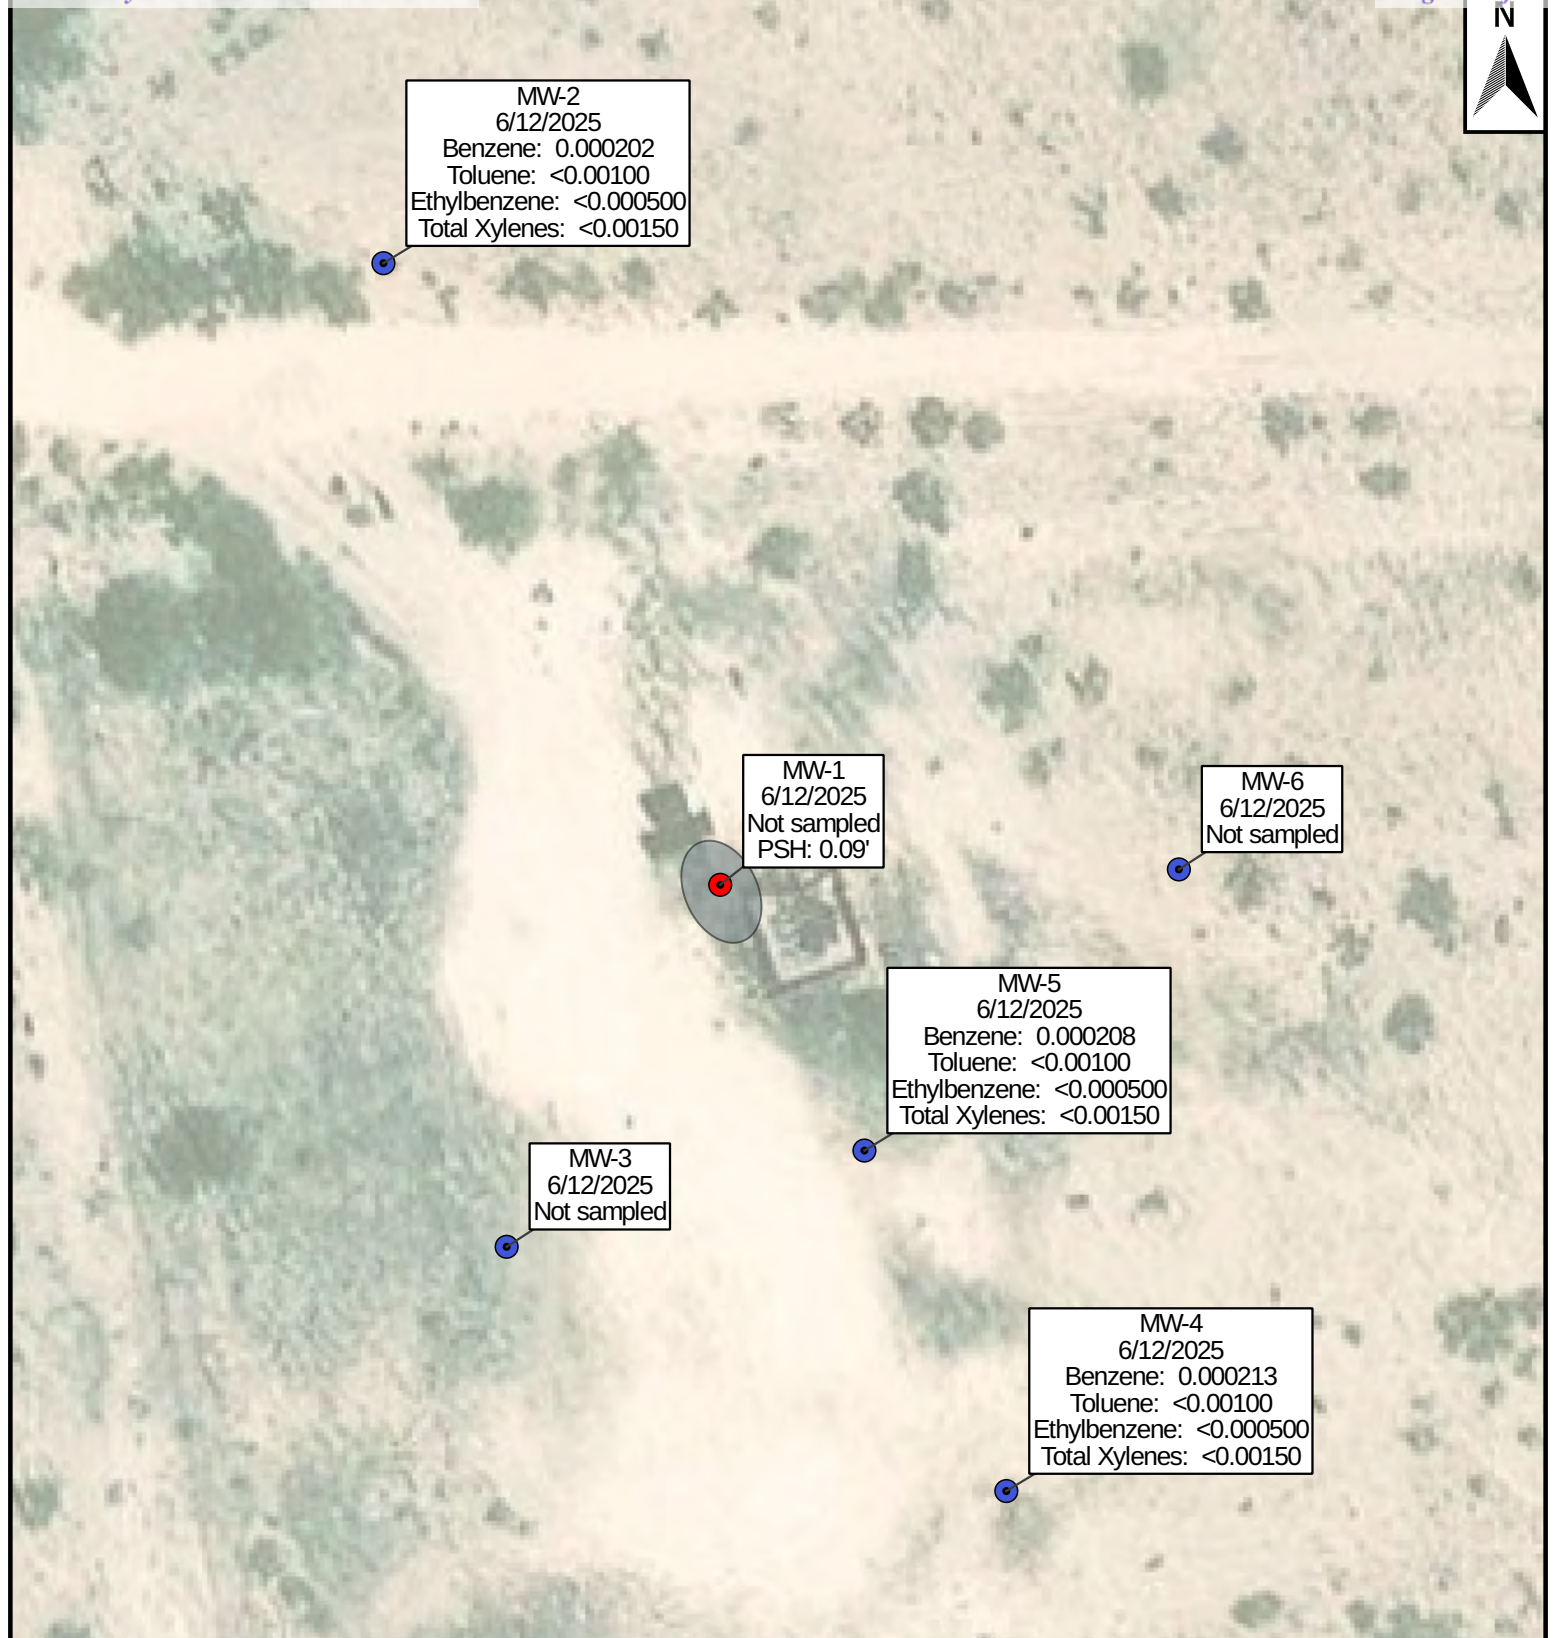 N
MW-2
6/12/2025
Benzene: 0.000202
Toluene: <0.00100
Ethylbenzene: <0.000500
Total Xylenes: <0.00150
MW-1
6/12/2025
Not sampled
PSH: 0.09'
MW-6
6/12/2025
Not sampled
MW-5
6/12/2025
Benzene: 0.000208
Toluene: <0.00100
Ethylbenzene: <0.000500
Total Xylenes: <0.00150
MW-3
6/12/2025
Not sampled
MW-4
6/12/2025
Benzene: 0.000213
Toluene: <0.00100
Ethylbenzene: <0.000500
Total Xylenes: <0.00150